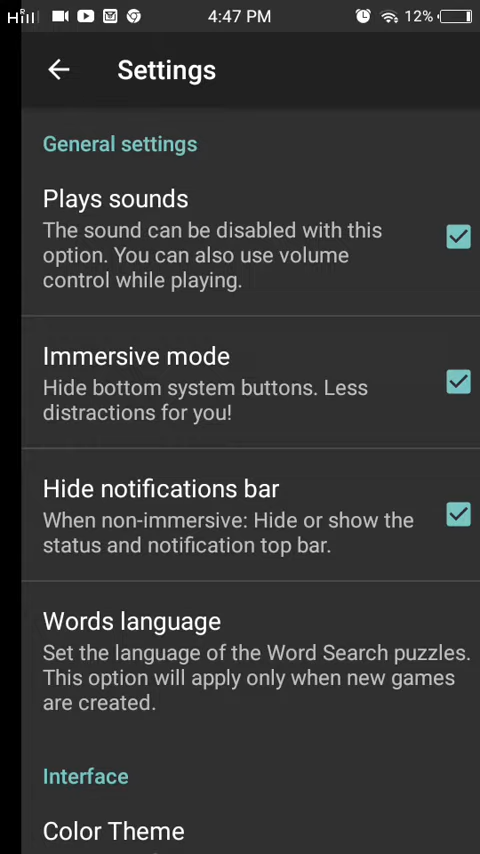 4:47 PM
12%
Settings
General settings
Plays sounds
The sound can be disabled with this
option. You can also use volume
control while playing.
Immersive mode
Hide bottom system buttons. Less
distractions for you!
Hide notifications bar
When non-immersive: Hide or show the
status and notification top bar.
Words language
Set the language of the Word Search puzzles.
This option will apply only when new games
are created.
Interface
Color Theme